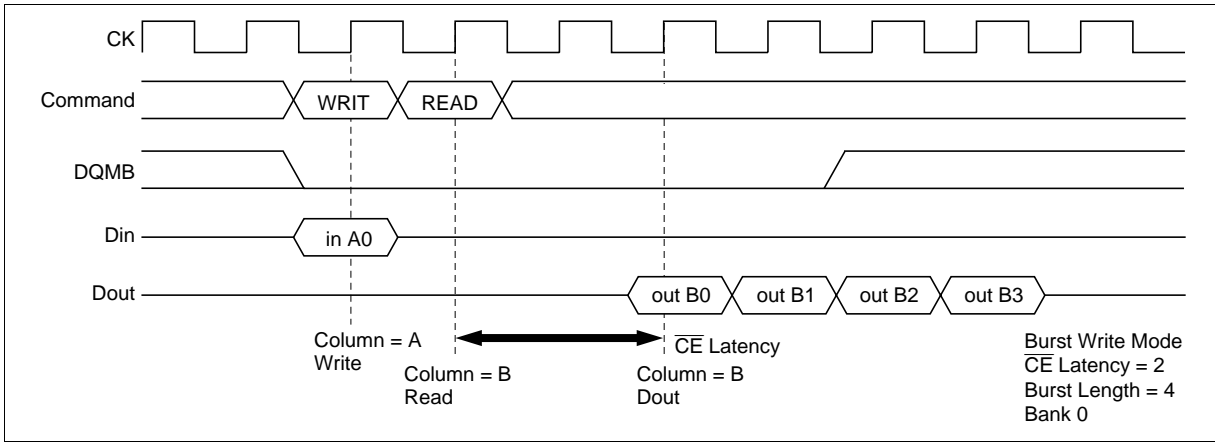 CK
Command
WRIT
READ
DQMB
Din
in A0
Dout
out B0
out B1
out B2
out B3
Column = A
Write
Column = B
Read
CE Latency
Column = B
Dout
Burst Write Mode
CE Latency = 2
Burst Length = 4
Bank 0